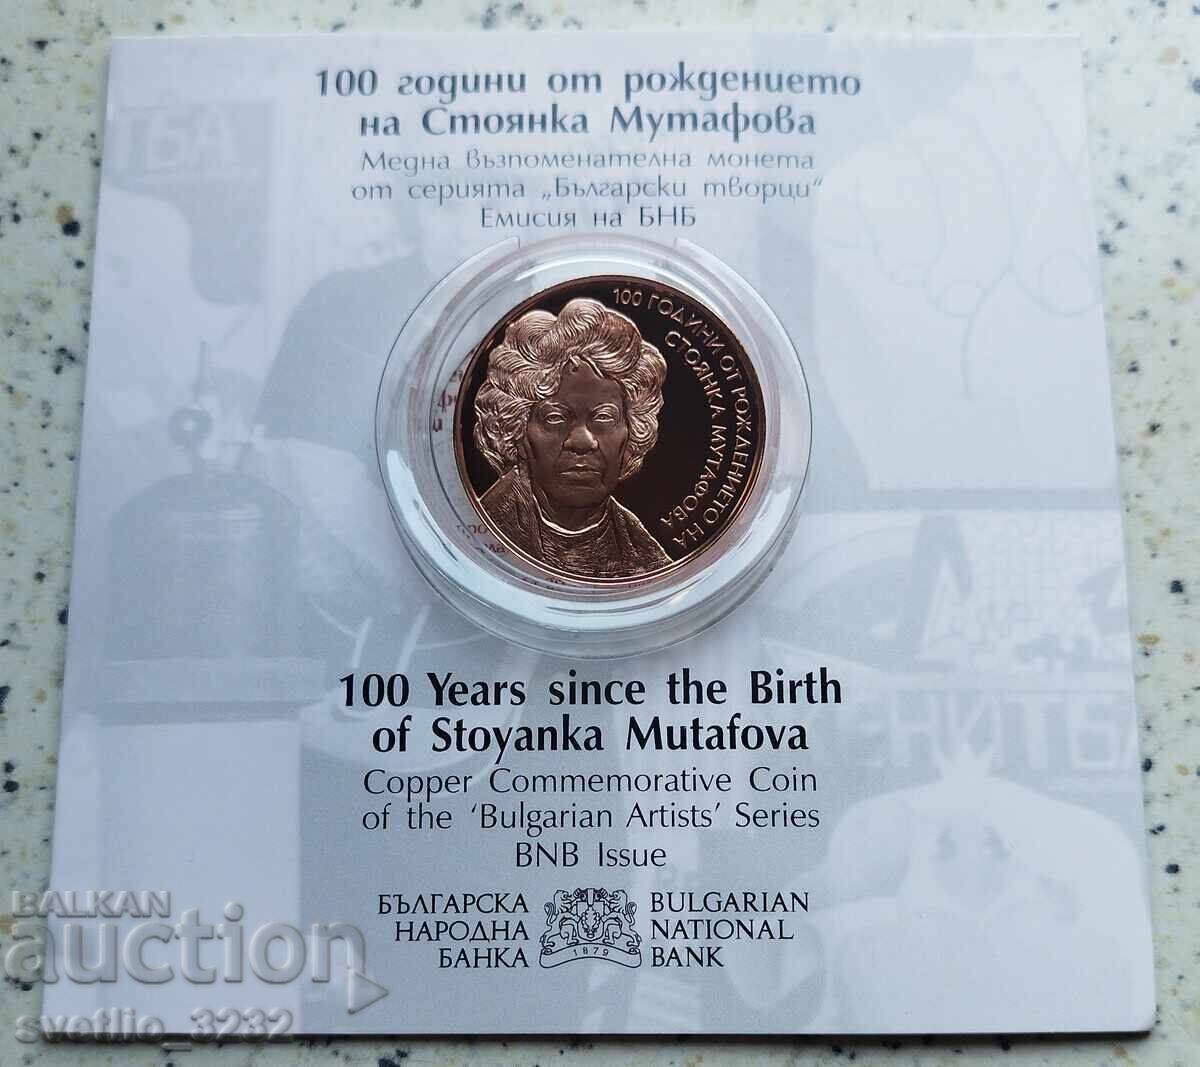 100 години от рождението
на Стоянка Мутафова
Медна възпоменателна монета
от серията „Български творци“
Емисия на БНБ
100 ГОДИНИ ОТ РОЖДЕНИЕТО НА
СТОЯНКА МУТАФОВА
100 Years since the Birth
of Stoyanka Mutafova
Copper Commemorative Coin
of the ‘Bulgarian Artists’ Series
BNB Issue
БЪЛГАРСКА
НАРОДНА
БАНКА
1879
BULGARIAN
NATIONAL
BANK
BALKAN
auction
svetlio_3232